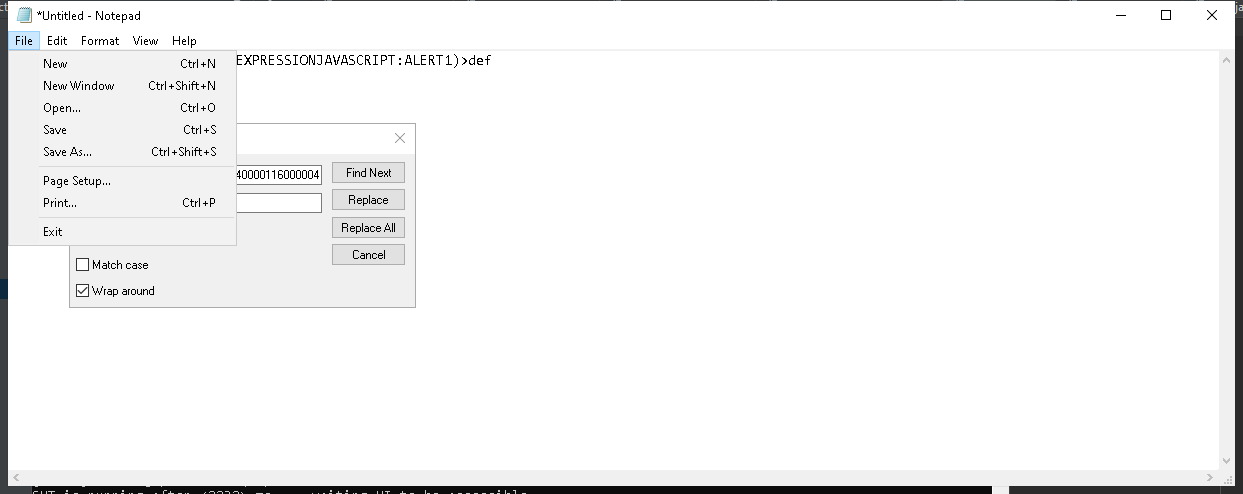 *Untitled - Notepad
File Edit Format View Help
New Ctrl+N
New Window Ctrl+Shift+N
Open... Ctrl+O
Save Ctrl+S
Save As... Ctrl+Shift+S
Page Setup... 
Print... Ctrl+P
Exit
EXPRESSIONJAVASCRIPT:ALERT1)>def
40000116000004
Find Next
Replace
Replace All
Cancel
Match case
Wrap around